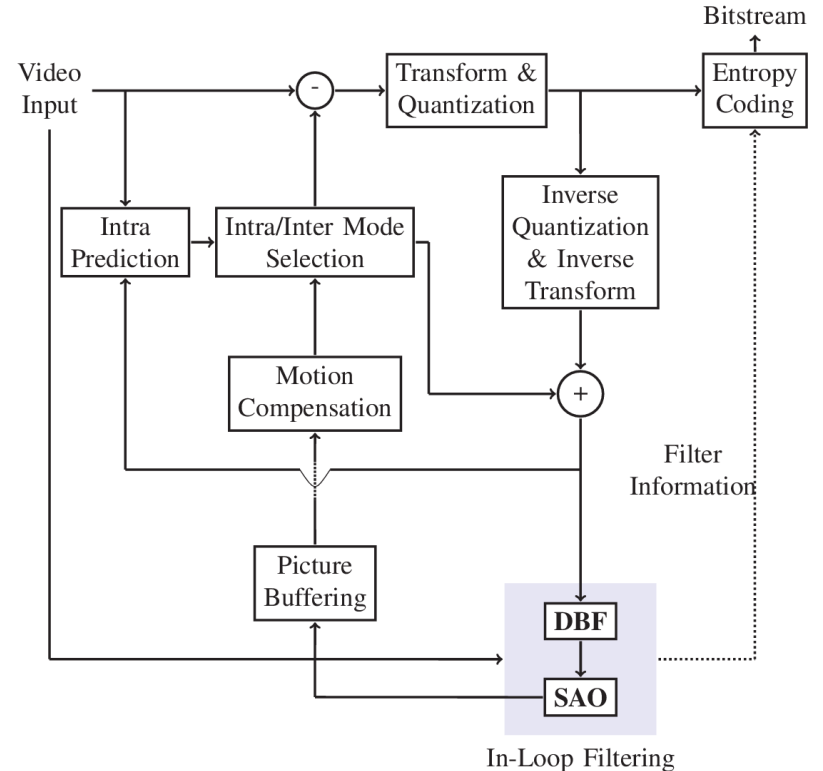 Bitstream
Video
Input
-
Transform &
Quantization
Entropy
Coding
Intra
Prediction
Intra/Inter Mode
Selection
Inverse
Quantization
& Inverse
Transform
Motion
Compensation
+
Filter
Information
Picture
Buffering
DBF
SAO
In-Loop Filtering